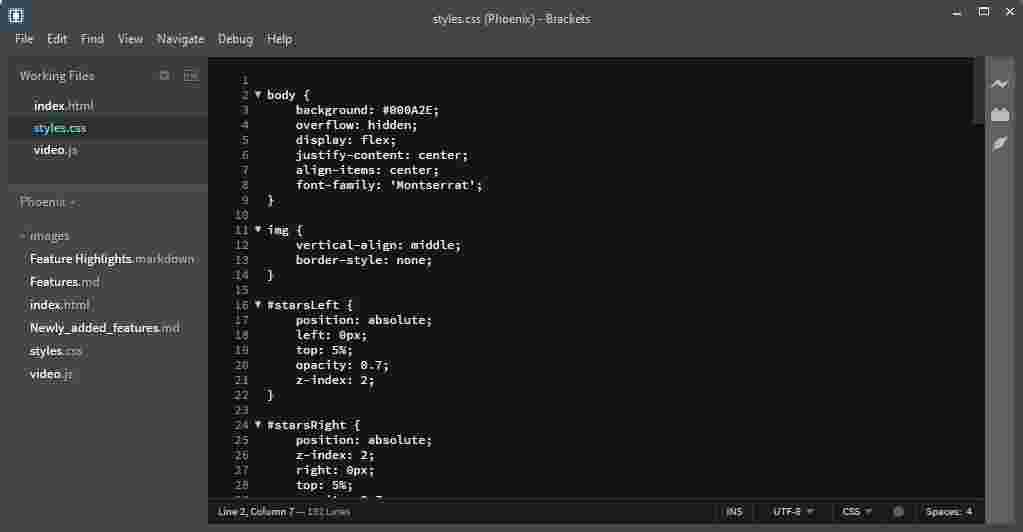 styles.css (Phoenix) - Brackets
File Edit Find View Navigate Debug Help
Working Files
index.html
styles.css
video.js
Phoenix
images
Feature Highlights.markdown
Features.md
index.html
Newly_added_features.md
styles.css
video.js
1
2 body {
3 background: #000A2E;
4 overflow: hidden;
5 display: flex;
6 justify-content: center;
7 align-items: center;
8 font-family: 'Montserrat';
9 }
10
11 img {
12 vertical-align: middle;
13 border-style: none;
14 }
15
16 #starsLeft {
17 position: absolute;
18 left: 0px;
19 top: 5%;
20 opacity: 0.7;
21 z-index: 2;
22 }
23
24 #starsRight {
25 position: absolute;
26 z-index: 2;
27 right: 0px;
28 top: 5%;
Line 2, Column 7 — 192 Lines INS UTF-8 CSS Spaces: 4